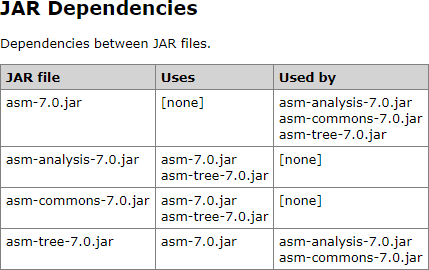 JAR Dependencies
Dependencies between JAR files.
JAR file Uses Used by
asm-7.0.jar [none] asm-analysis-7.0.jar
asm-commons-7.0.jar
asm-tree-7.0.jar
asm-analysis-7.0.jar asm-7.0.jar [none]
asm-tree-7.0.jar
asm-commons-7.0.jar asm-7.0.jar [none]
asm-tree-7.0.jar
asm-tree-7.0.jar asm-7.0.jar asm-analysis-7.0.jar
asm-commons-7.0.jar